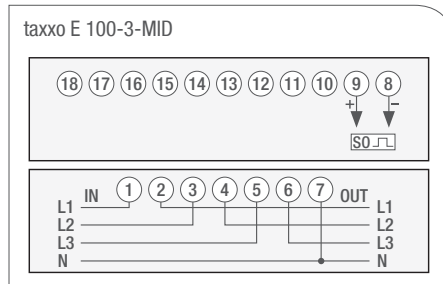 taxxo E 100-3-MID
18 17 16 15 14 13 12 11 10 9 8
+ –
SO
IN 1 2 3 4 5 6 7 OUT
L1 L1
L2 L2
L3 L3
N N